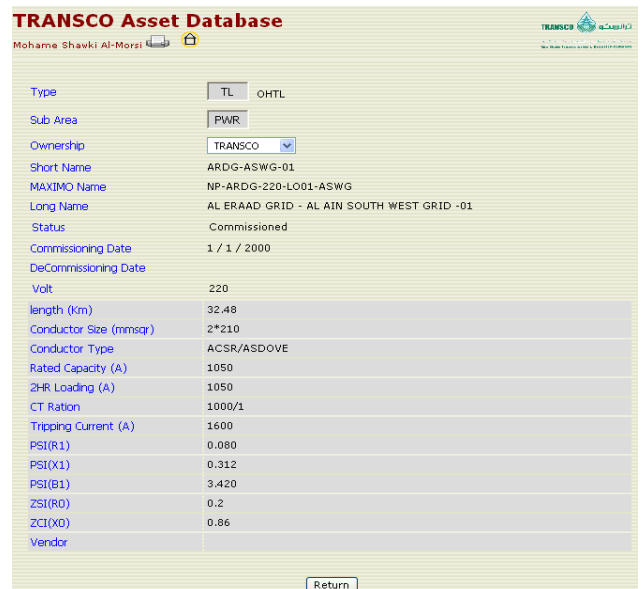 TRANSCO Asset Database
TRANSCO ترانسكو
Mohame Shawki Al-Morsi
Type TL OHTL
Sub Area PWR
Ownership TRANSCO
Short Name ARDG-ASWG-01
MAXIMO Name NP-ARDG-220-LO01-ASWG
Long Name AL ERAAD GRID - AL AIN SOUTH WEST GRID -01
Status Commissioned
Commissioning Date 1 / 1 / 2000
DeCommissioning Date
Volt 220
length (Km) 32.48
Conductor Size (mmsqr) 2*210
Conductor Type ACSR/ASDOVE
Rated Capacity (A) 1050
2HR Loading (A) 1050
CT Ration 1000/1
Tripping Current (A) 1600
PSI(R1) 0.080
PSI(X1) 0.312
PSI(B1) 3.420
ZSI(R0) 0.2
ZCI(X0) 0.86
Vendor
Return